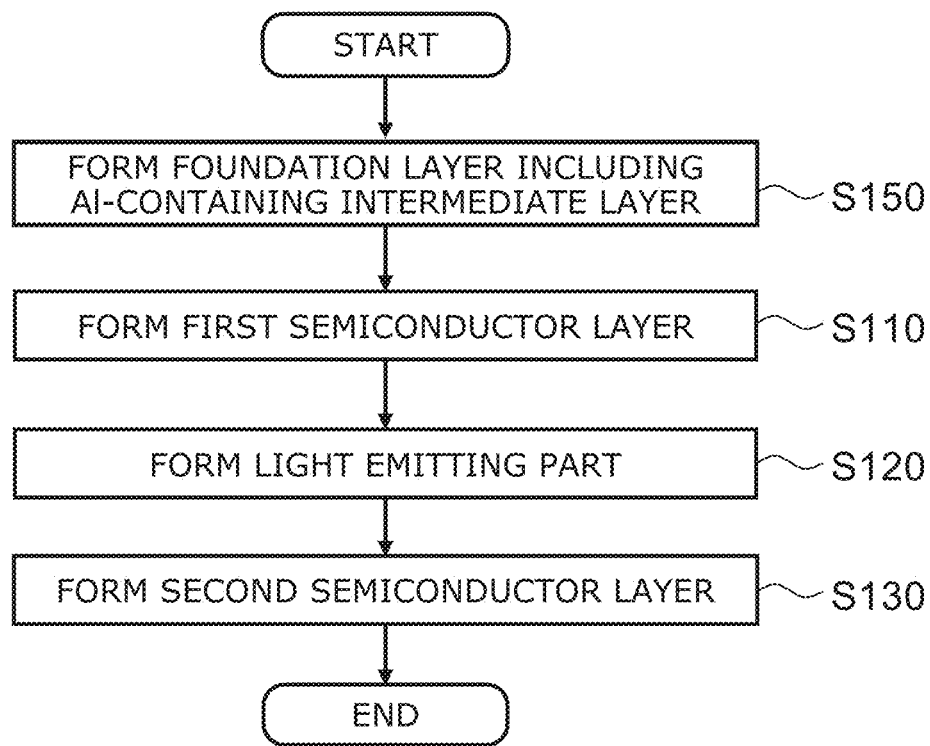 START
FORM FOUNDATION LAYER INCLUDING
Al-CONTAINING INTERMEDIATE LAYER
S150
FORM FIRST SEMICONDUCTOR LAYER
S110
FORM LIGHT EMITTING PART
S120
FORM SECOND SEMICONDUCTOR LAYER
S130
END